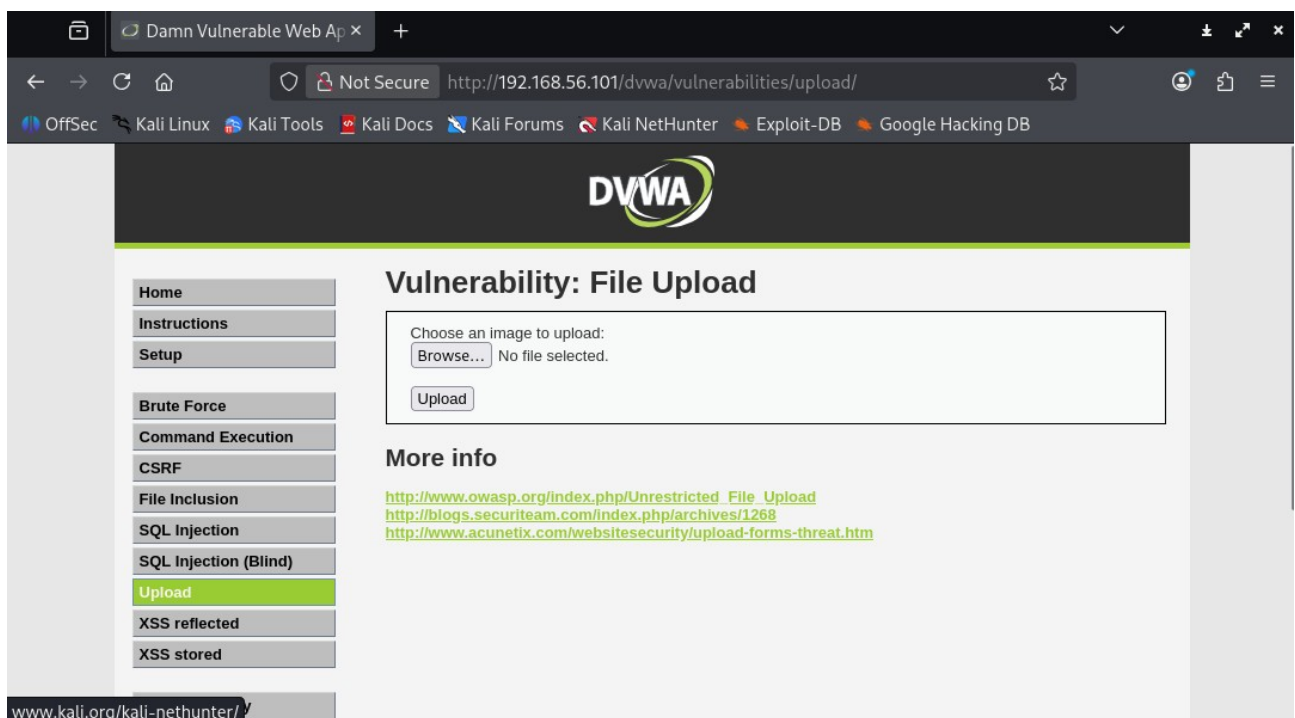 Damn Vulnerable Web Ap
Not Secure http://192.168.56.101/dvwa/vulnerabilities/upload/
OffSec Kali Linux Kali Tools Kali Docs Kali Forums Kali NetHunter Exploit-DB Google Hacking DB
DVWA
Home
Instructions
Setup
Brute Force
Command Execution
CSRF
File Inclusion
SQL Injection
SQL Injection (Blind)
Upload
XSS reflected
XSS stored
Vulnerability: File Upload
Choose an image to upload:
Browse... No file selected.
Upload
More info
http://www.owasp.org/index.php/Unrestricted_File_Upload
http://blogs.securiteam.com/index.php/archives/1268
http://www.acunetix.com/websitesecurity/upload-forms-threat.htm
www.kali.org/kali-nethunter/